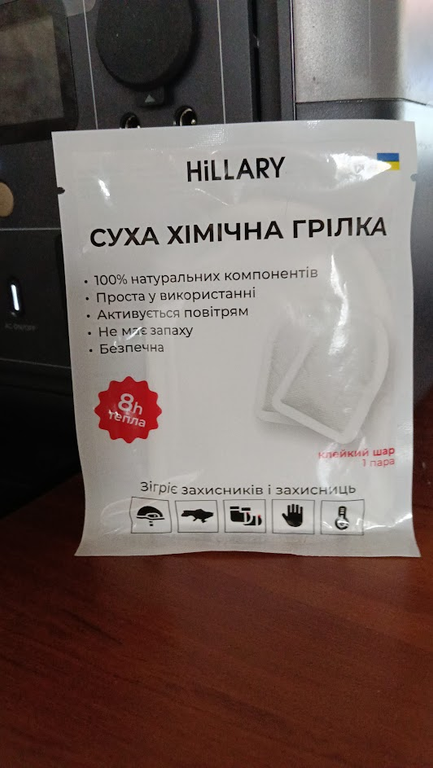 HiLLARY
СУХА ХІМІЧНА ГРІЛКА
• 100% натуральних компонентів
• Проста у використанні
• Активується повітрям
• Не має запаху
• Безпечна
8h
тепла
клейкий шар
1 пара
Зігріє захисників і захисниць